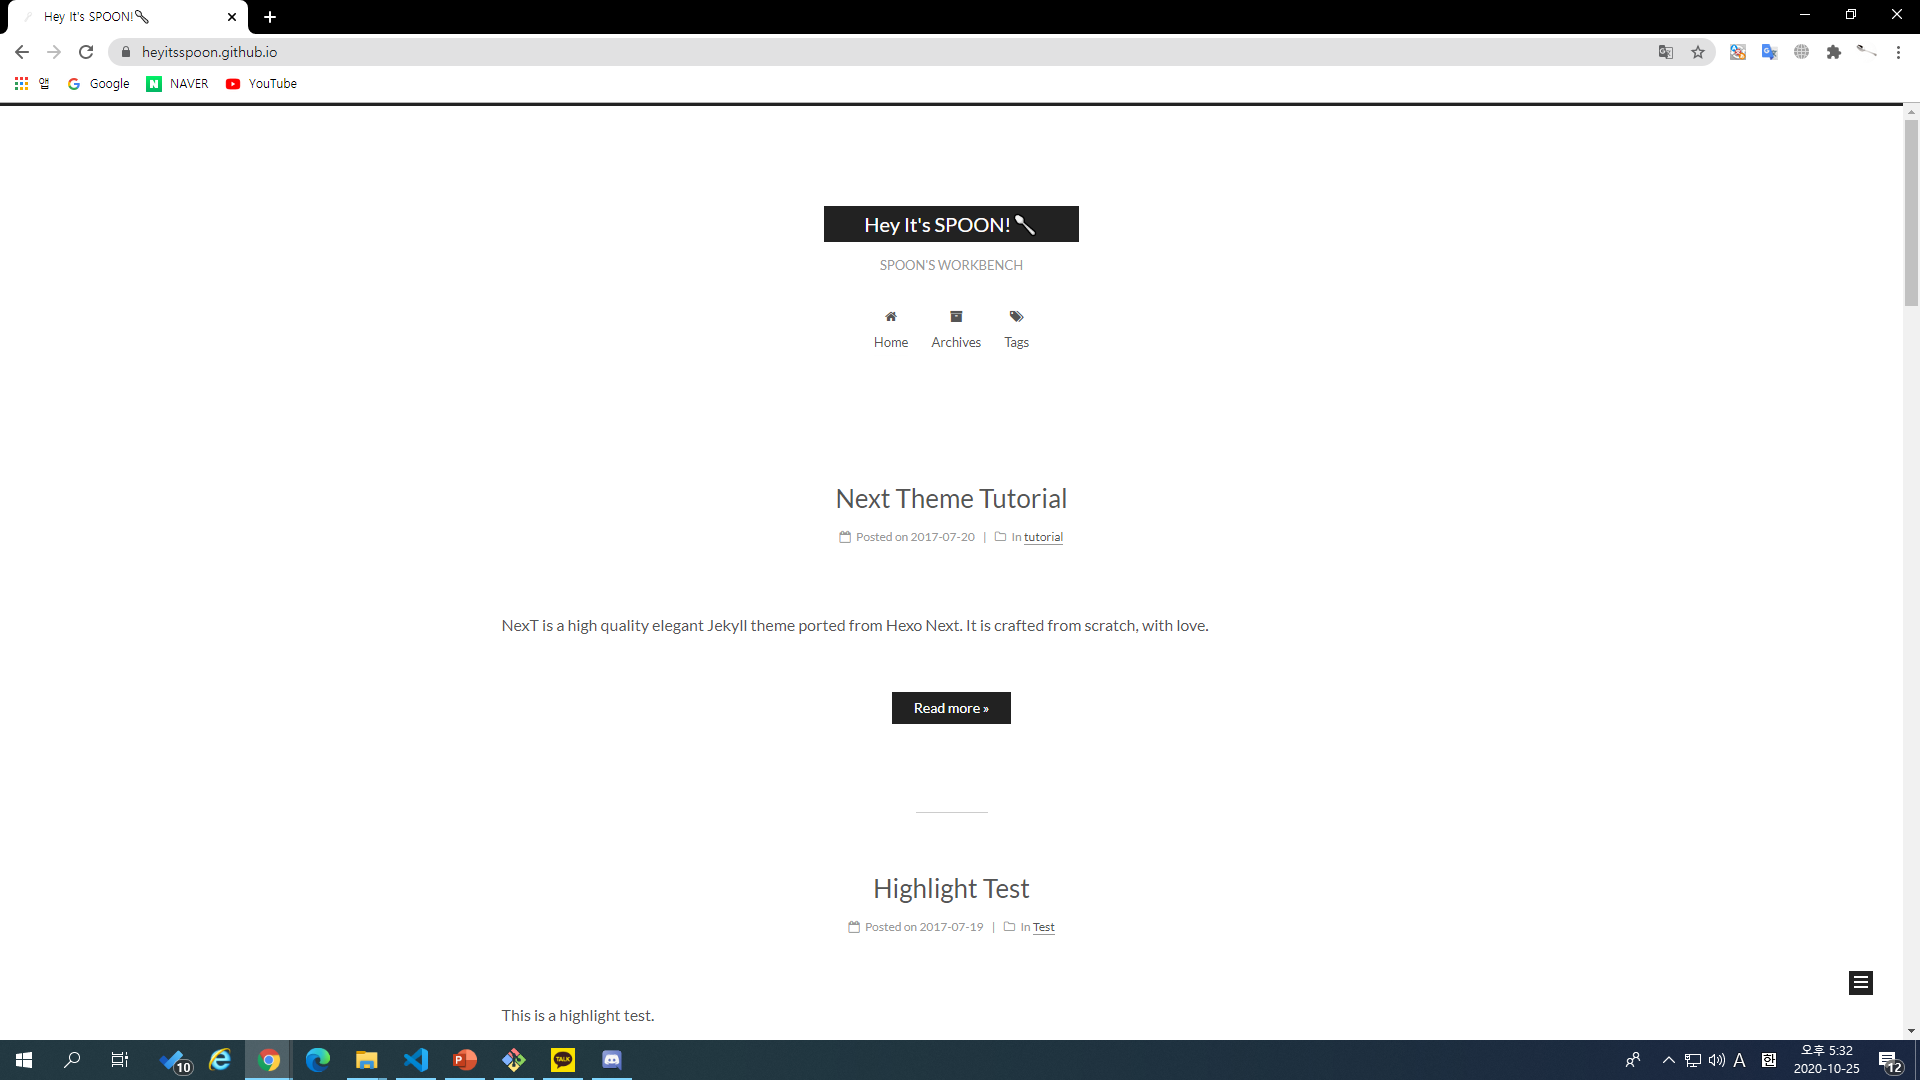 Hey It's SPOON!🥄
heyitsspoon.github.io
앱 Google NAVER YouTube
Hey It's SPOON!🥄
SPOON'S WORKBENCH
Home Archives Tags
Next Theme Tutorial
Posted on 2017-07-20 | In tutorial
NexT is a high quality elegant Jekyll theme ported from Hexo Next. It is crafted from scratch, with love.
Read more »
Highlight Test
Posted on 2017-07-19 | In Test
This is a highlight test.
10
P
TALK
A
오후 5:32
2020-10-25
12